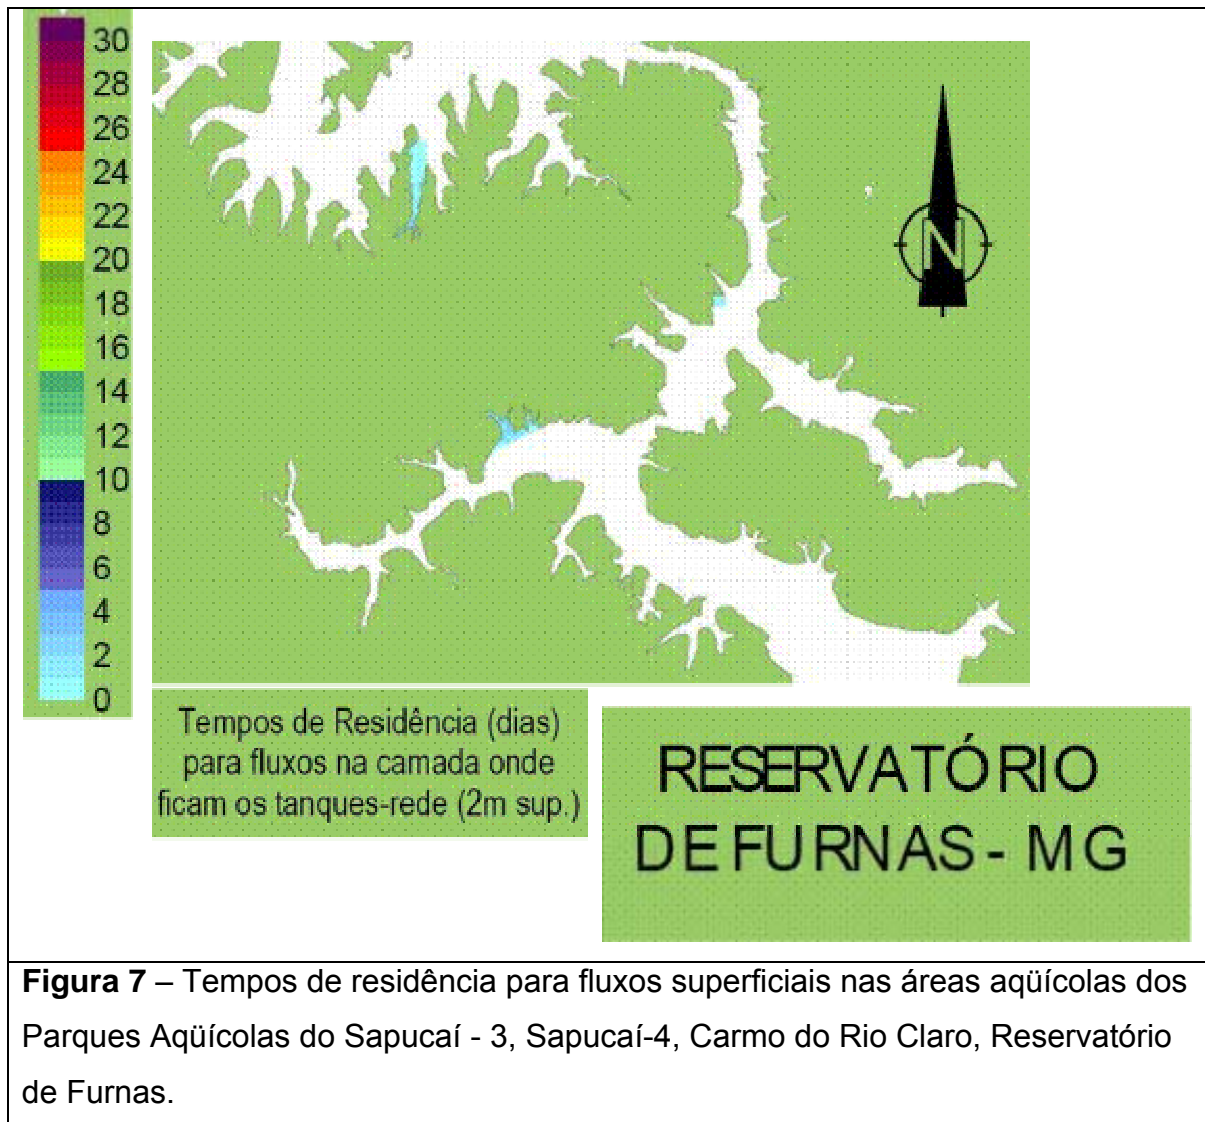 30
28
26
24
22
20
18
16
14
12
10
8
6
4
2
0
N
Tempos de Residência (dias)
para fluxos na camada onde
ficam os tanques-rede (2m sup.)
RESERVATÓRIO
DE FURNAS - MG
Figura 7 – Tempos de residência para fluxos superficiais nas áreas aqüícolas dos
Parques Aqüícolas do Sapucaí - 3, Sapucaí-4, Carmo do Rio Claro, Reservatório
de Furnas.